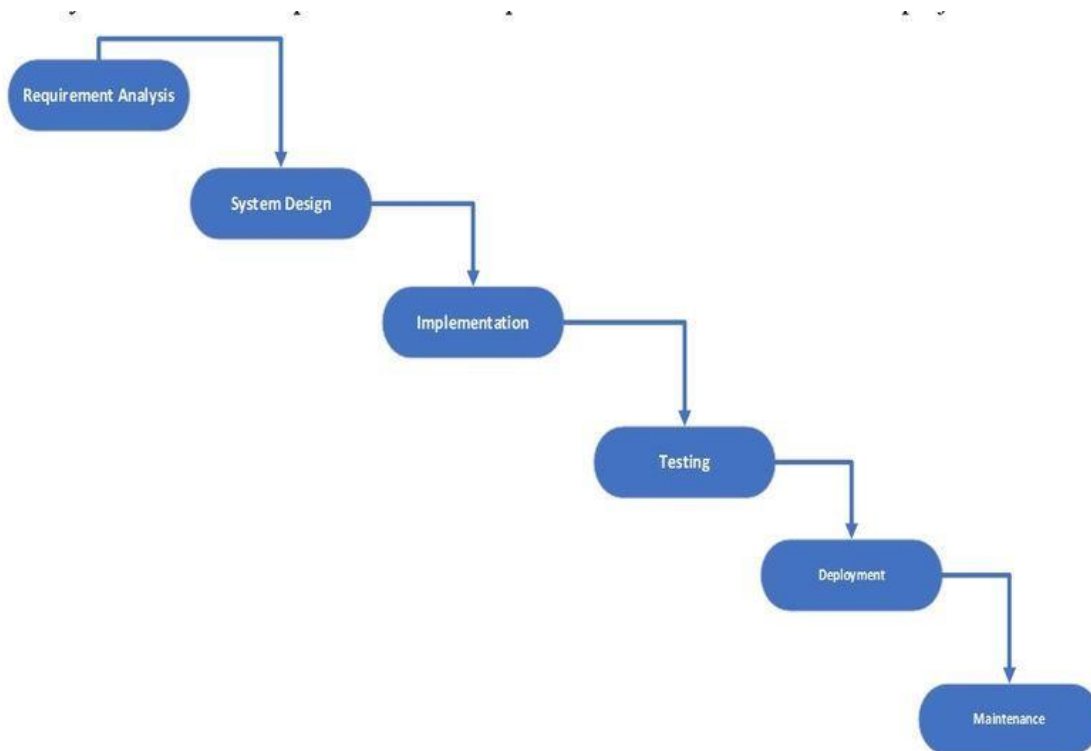 Requirement Analysis
System Design
Implementation
Testing
Deployment
Maintenance